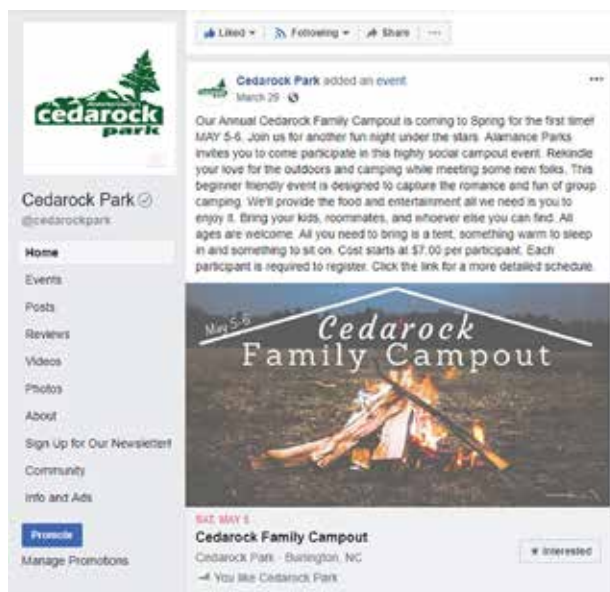 Liked
Following
Share
cedarock
park
Cedarock Park added an event
March 29
Our Annual Cedarock Family Campout is coming to Spring for the first time!
MAY 5-6. Join us for another fun night under the stars. Alamance Parks
invites you to come participate in this highly social campout event. Rekindle
your love for the outdoors and camping while meeting some new folks. This
beginner friendly event is designed to capture the romance and fun of group
camping. We'll provide the food and entertainment all we need is you to
enjoy it. Bring your kids, roommates, and whoever else you can find. All
ages are welcome. All you need to bring is a tent, something warm to sleep
in and something to sit on. Cost starts at $7.00 per participant. Each
participant is required to register. Click the link for a more detailed schedule.
Cedarock Park
@cedarockpark
Home
Events
Posts
Reviews
Videos
Photos
About
Sign Up for Our Newsletter!
Community
Info and Ads
Promote
Manage Promotions
May 5-6
Cedarock
Family Campout
SAT, MAY 5
Cedarock Family Campout
Cedarock Park · Burlington, NC
You like Cedarock Park
Interested